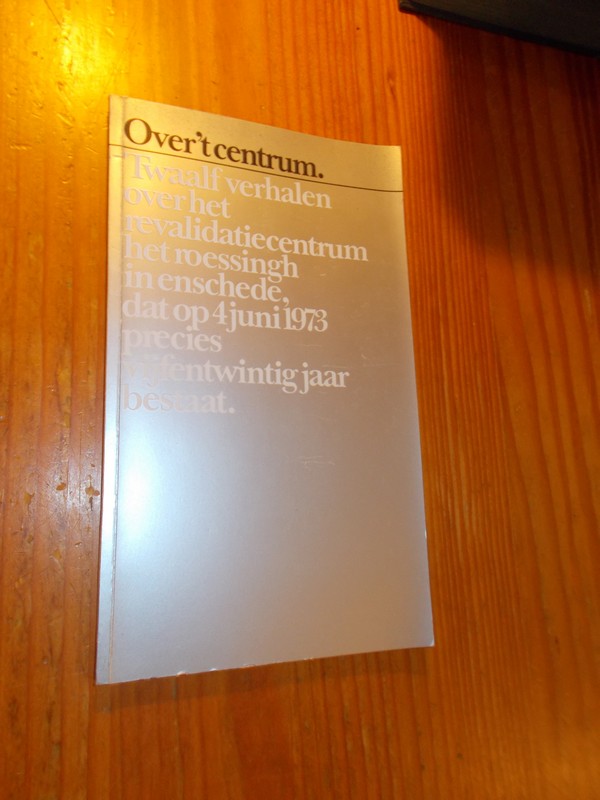 Over't centrum.
Twaalf verhalen
over het
revalidatiecentrum
het roessingh
in enschede,
dat op 4 juni 1973
precies
vijfentwintig jaar
bestaat.